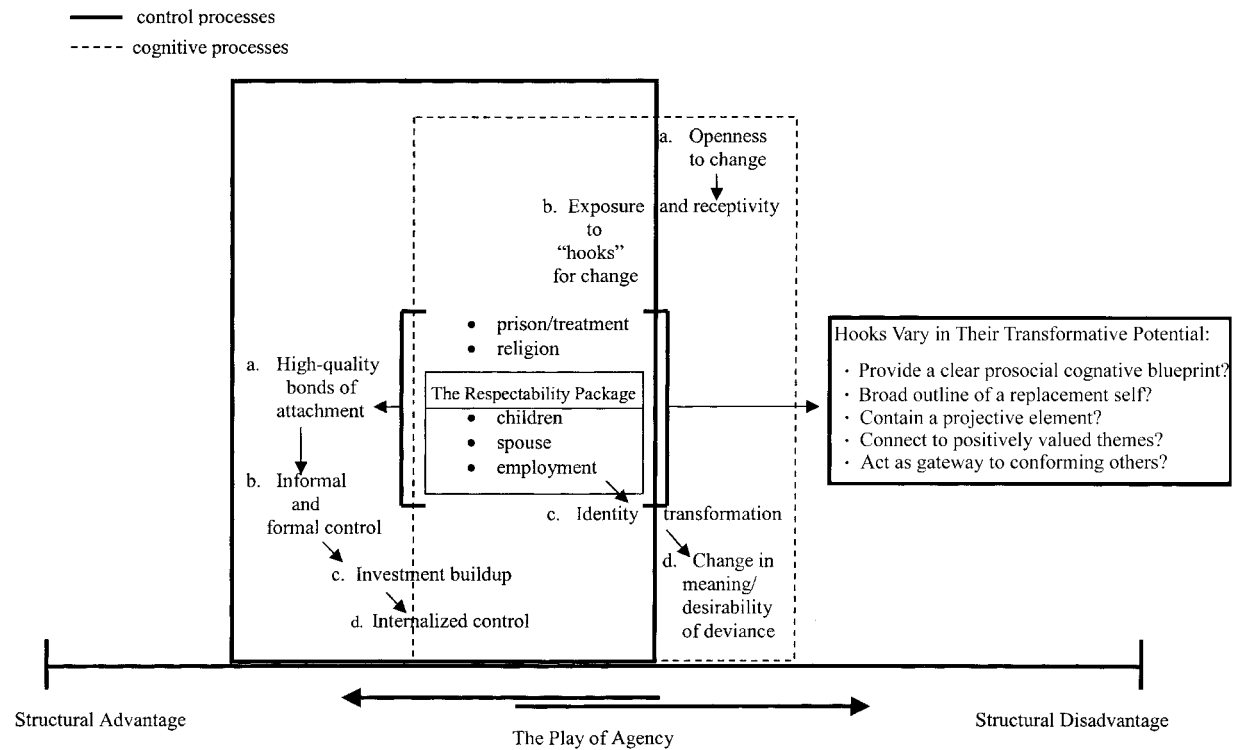 control processes
cognitive processes
a. Openness
to change
b. Exposure and receptivity
to
“hooks”
for change
• prison/treatment
• religion
The Respectability Package
• children
• spouse
• employment
a. High-quality
bonds of
attachment
b. Informal
and
formal control
c. Investment buildup
d. Internalized control
c. Identity transformation
d. Change in
meaning/
desirability
of deviance
Hooks Vary in Their Transformative Potential:
· Provide a clear prosocial cognitive blueprint?
· Broad outline of a replacement self?
· Contain a projective element?
· Connect to positively valued themes?
· Act as gateway to conforming others?
Structural Advantage
Structural Disadvantage
The Play of Agency